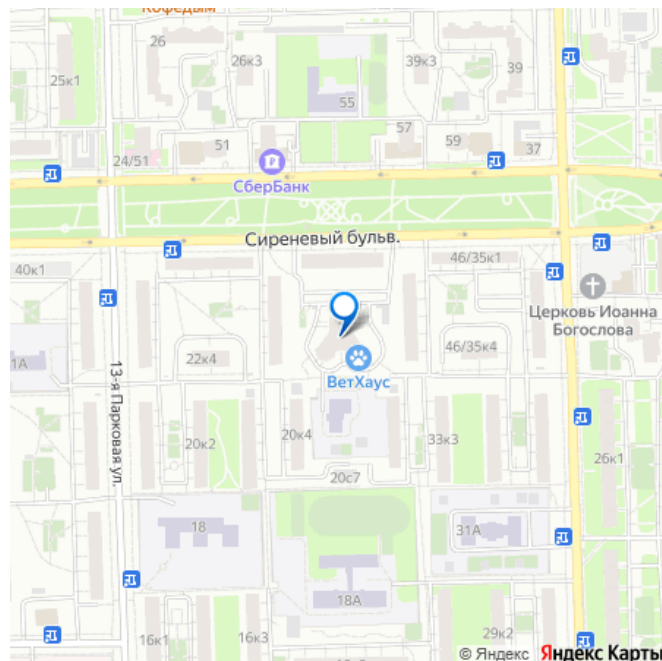 Кофедым
26
26к3
39к3
39
25к1
55
57
51
59
37
24/51
СберБанк
Сиреневый бульв.
46/35к1
40к1
Церковь Иоанна
Богослова
1А
22к4
46/35к4
13-я Парковая ул.
ВетХаус
20к2
20к4
33к3
20с7
26к1
18
31А
18А
16к1
16к3
29к2
© Яндекс Яндекс Карты